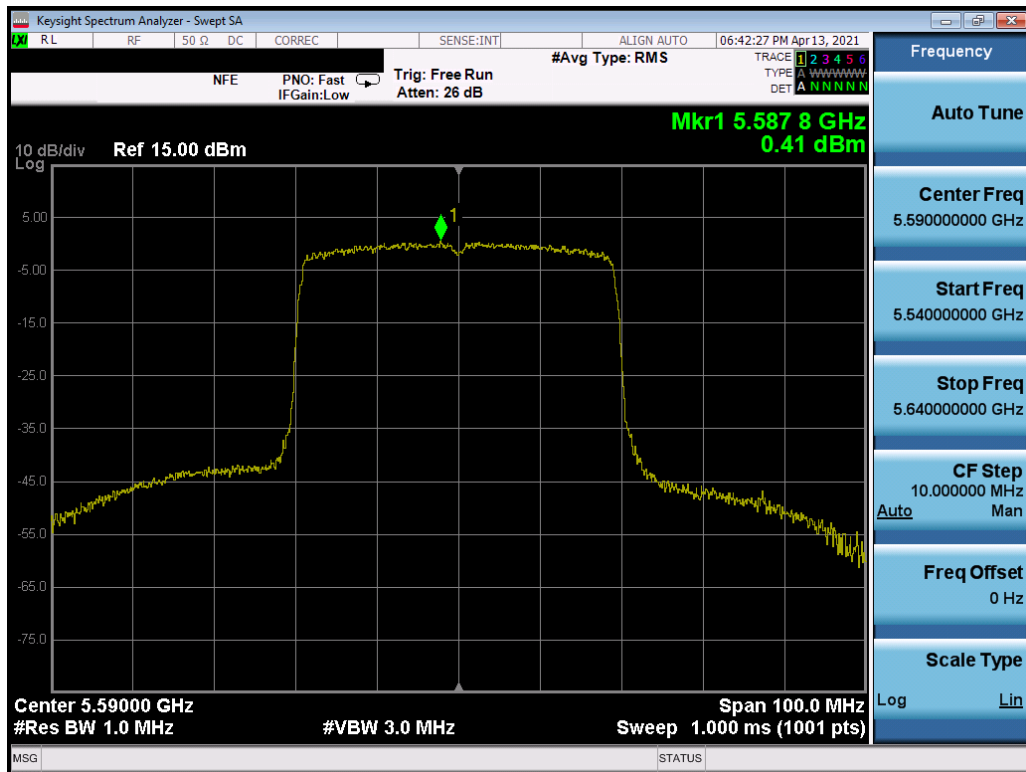 Keysight Spectrum Analyzer - Swept SA
LXI RL RF 50 Ω DC CORREC SENSE:INT ALIGN AUTO 06:42:27 PM Apr 13, 2021
NFE PNO: Fast IFGain:Low Trig: Free Run Atten: 26 dB #Avg Type: RMS
TRACE 1 2 3 4 5 6
TYPE A WWWWW
DET A N N N N N
Mkr1 5.587 8 GHz
0.41 dBm
10 dB/div Ref 15.00 dBm
Log
1
5.00
-5.00
-15.0
-25.0
-35.0
-45.0
-55.0
-65.0
-75.0
Center 5.59000 GHz Span 100.0 MHz
#Res BW 1.0 MHz #VBW 3.0 MHz Sweep 1.000 ms (1001 pts)
MSG STATUS
Frequency
Auto Tune
Center Freq
5.590000000 GHz
Start Freq
5.540000000 GHz
Stop Freq
5.640000000 GHz
CF Step
10.000000 MHz
Auto Man
Freq Offset
0 Hz
Scale Type
Log Lin